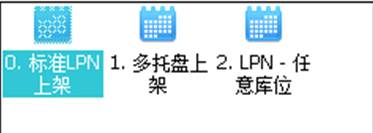 0. 标准LPN
上架
1. 多托盘上
架
2. LPN - 任
意库位